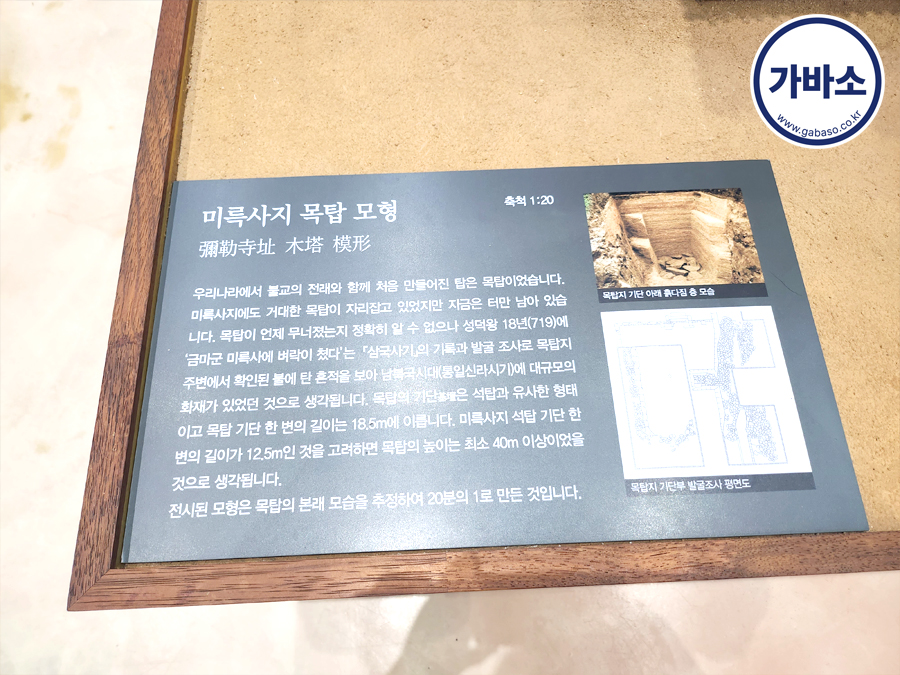 가바소
www.gabaso.co.kr
미륵사지 목탑 모형
축척 1:20
彌勒寺址 木塔 模形
우리나라에서 불교의 전래와 함께 처음 만들어진 탑은 목탑이었습니다.
미륵사지에도 거대한 목탑이 자리잡고 있었지만 지금은 터만 남아 있습
니다. 목탑이 언제 무너졌는지 정확히 알 수 없으나 성덕왕 18년(719)에
‘금마군 미륵사에 벼락이 쳤다’는 『삼국사기』의 기록과 발굴 조사로 목탑지
주변에서 확인된 불에 탄 흔적을 보아 남북국시대(통일신라시기)에 대규모의
화재가 있었던 것으로 생각됩니다. 목탑의 기단基壇은 석탑과 유사한 형태
이고 목탑 기단 한 변의 길이는 18.5m에 이릅니다. 미륵사지 석탑 기단 한
변의 길이가 12.5m인 것을 고려하면 목탑의 높이는 최소 40m 이상이었을
것으로 생각됩니다.
전시된 모형은 목탑의 본래 모습을 추정하여 20분의 1로 만든 것입니다.
목탑지 기단 아래 흙다짐 층 모습
목탑지 기단부 발굴조사 평면도